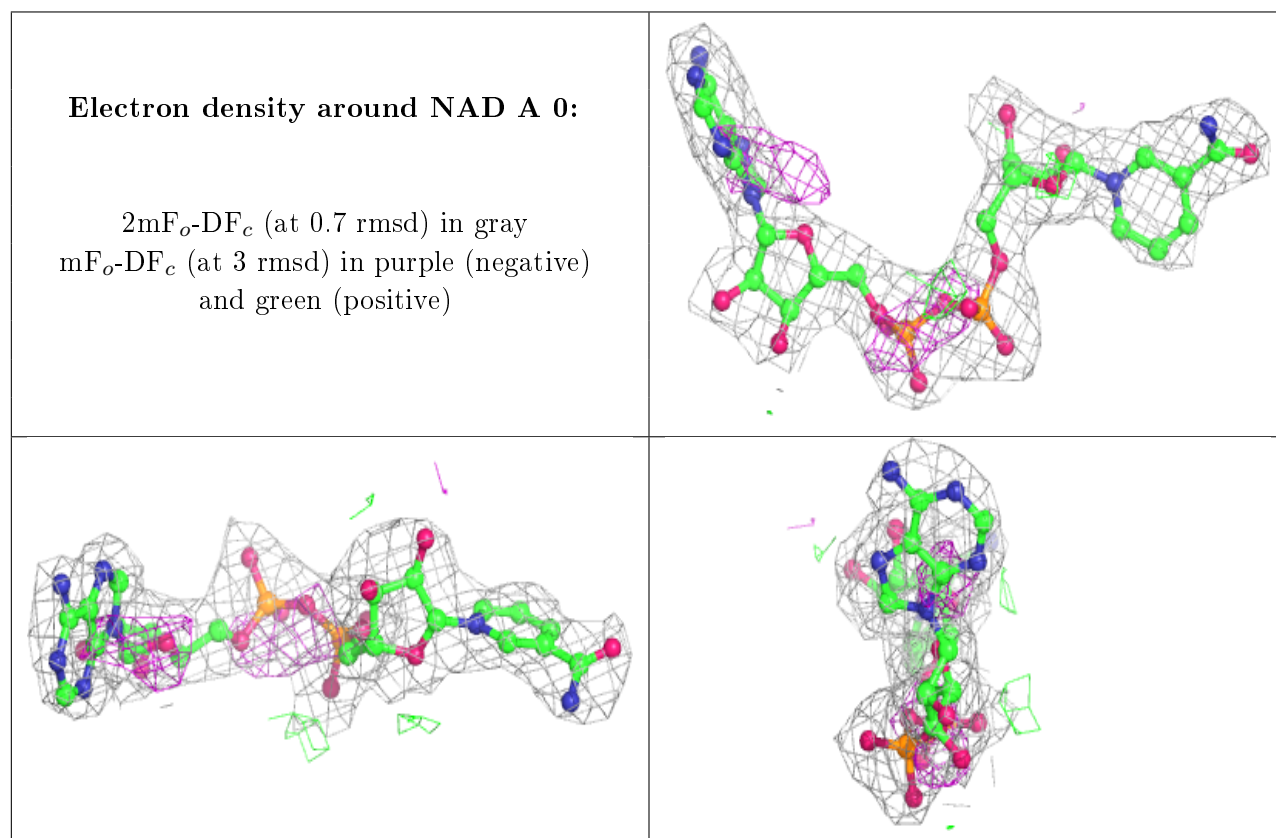 Electron density around NAD A 0:
2mFo-DFc (at 0.7 rmsd) in gray
mFo-DFc (at 3 rmsd) in purple (negative)
and green (positive)